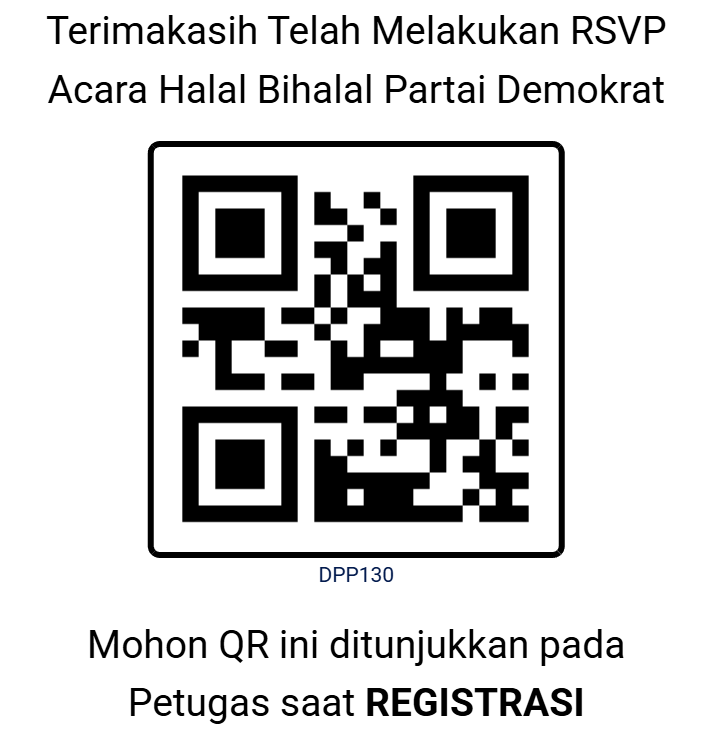 Terimakasih Telah Melakukan RSVP
Acara Halal Bihalal Partai Demokrat
DPP130
Mohon QR ini ditunjukkan pada
Petugas saat REGISTRASI